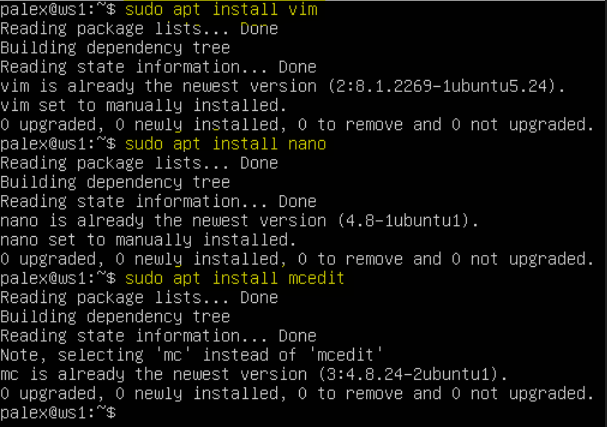 palex@ws1:~$ sudo apt install vim
Reading package lists... Done
Building dependency tree
Reading state information... Done
vim is already the newest version (2:8.1.2269-1ubuntu5.24).
vim set to manually installed.
0 upgraded, 0 newly installed, 0 to remove and 0 not upgraded.
palex@ws1:~$ sudo apt install nano
Reading package lists... Done
Building dependency tree
Reading state information... Done
nano is already the newest version (4.8-1ubuntu1).
nano set to manually installed.
0 upgraded, 0 newly installed, 0 to remove and 0 not upgraded.
palex@ws1:~$ sudo apt install mcedit
Reading package lists... Done
Building dependency tree
Reading state information... Done
Note, selecting 'mc' instead of 'mcedit'
mc is already the newest version (3:4.8.24-2ubuntu1).
0 upgraded, 0 newly installed, 0 to remove and 0 not upgraded.
palex@ws1:~$